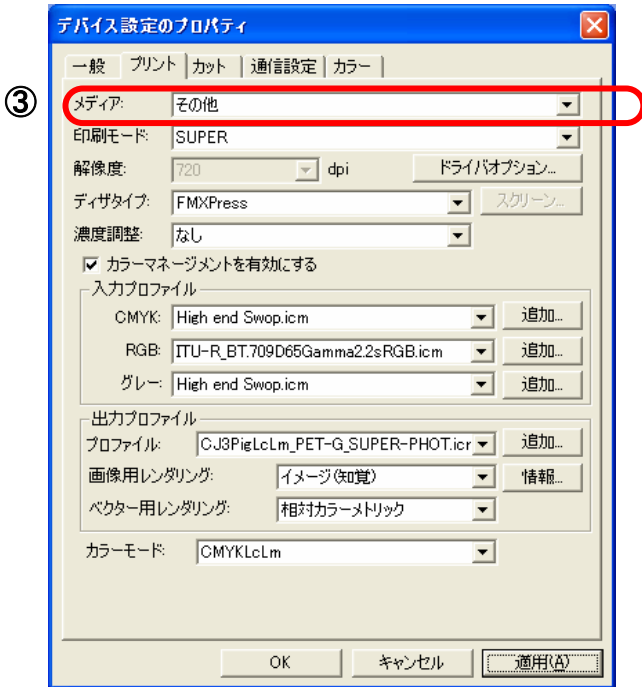 デバイス設定のプロパティ
一般 プリント カット 通信設定 カラー
③
メディア: その他
印刷モード: SUPER
解像度: 720 dpi ドライバオプション...
ディザタイプ: FMXPress スクリーン...
濃度調整: なし
カラーマネージメントを有効にする
入力プロファイル
CMYK: High end Swop.icm 追加...
RGB: ITU-R_BT.709D65Gamma2.2sRGB.icm 追加...
グレー: High end Swop.icm 追加...
出力プロファイル
プロファイル: CJ3PigLcLm_PET-G_SUPER-PHOT.icr 追加...
画像用レンダリング: イメージ(知覚) 情報...
ベクター用レンダリング: 相対カラーメトリック
カラーモード: CMYKLcLm
OK キャンセル 適用(A)